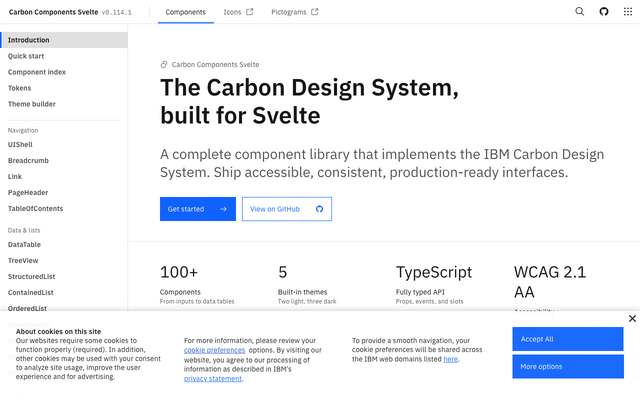 Carbon Components Svelte v0.114.1
Components
Icons
Pictograms
Introduction
Quick start
Component index
Tokens
Theme builder
Navigation
UIShell
Breadcrumb
Link
PageHeader
TableOfContents
Data & lists
DataTable
TreeView
StructuredList
ContainedList
OrderedList
Carbon Components Svelte
The Carbon Design System,
built for Svelte
A complete component library that implements the IBM Carbon Design
System. Ship accessible, consistent, production-ready interfaces.
Get started
View on GitHub
100+
Components
From inputs to data tables
5
Built-in themes
Two light, three dark
TypeScript
Fully typed API
Props, events, and slots
WCAG 2.1
AA
About cookies on this site
Our websites require some cookies to
function properly (required). In addition,
other cookies may be used with your consent
to analyze site usage, improve the user
experience and for advertising.
For more information, please review your
cookie preferences options. By visiting our
website, you agree to our processing of
information as described in IBM's
privacy statement.
To provide a smooth navigation, your
cookie preferences will be shared across
the IBM web domains listed here.
Accept All
More options